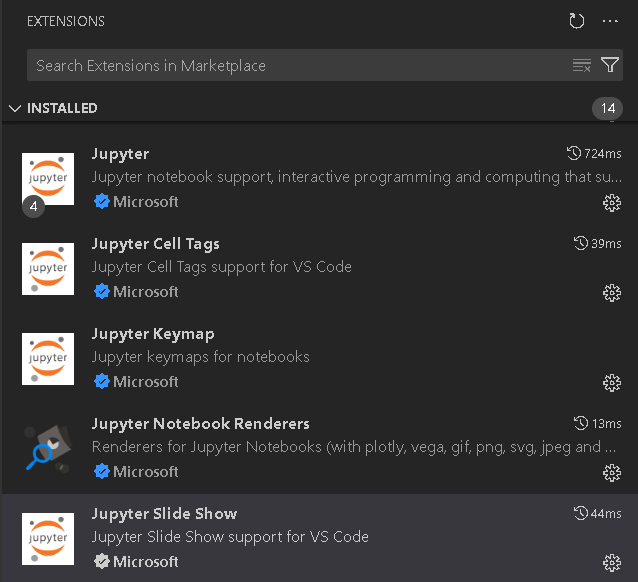 EXTENSIONS
Search Extensions in Marketplace
INSTALLED 14
Jupyter 724ms
Jupyter notebook support, interactive programming and computing that su...
jupyter
4
Microsoft
Jupyter Cell Tags 39ms
Jupyter Cell Tags support for VS Code
jupyter
Microsoft
Jupyter Keymap
Jupyter keymaps for notebooks
jupyter
Microsoft
Jupyter Notebook Renderers 13ms
Renderers for Jupyter Notebooks (with plotly, vega, gif, png, svg, jpeg and ...
Microsoft
Jupyter Slide Show 44ms
Jupyter Slide Show support for VS Code
jupyter
Microsoft